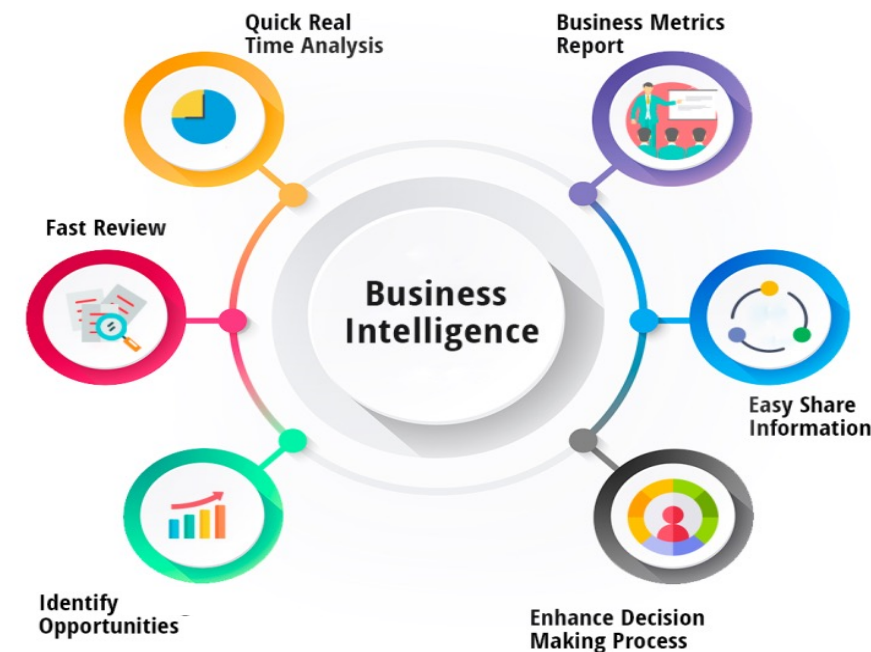 Quick Real
Time Analysis
Business Metrics
Report
Fast Review
Business
Intelligence
Easy Share
Information
Identify
Opportunities
Enhance Decision
Making Process